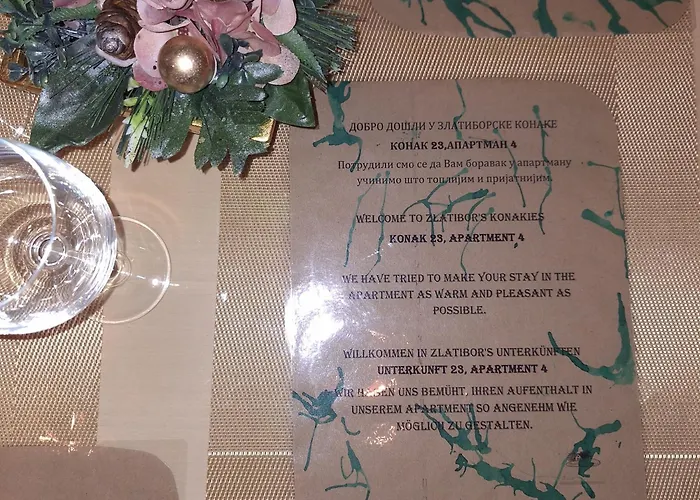 ДОБРО ДОШЛИ У ЗЛАТИБОРСКЕ КОНАКЕ
КОНАК 23,АПАРТМАН 4
Потрудили смо се да Вам боравак у апартману
учинимо што топлијим и пријатнијим.
WELCOME TO ZLATIBOR'S KONAKIES
KONAK 23, APARTMENT 4
WE HAVE TRIED TO MAKE YOUR STAY IN THE
APARTMENT AS WARM AND PLEASANT AS
POSSIBLE.
WILLKOMMEN IN ZLATIBOR'S UNTERKÜNFTEN
UNTERKUNFT 23, APARTMENT 4
WIR HABEN UNS BEMÜHT, IHREN AUFENTHALT IN
UNSEREM APARTMENT SO ANGENEHM WIE
MÖGLICH ZU GESTALTEN.